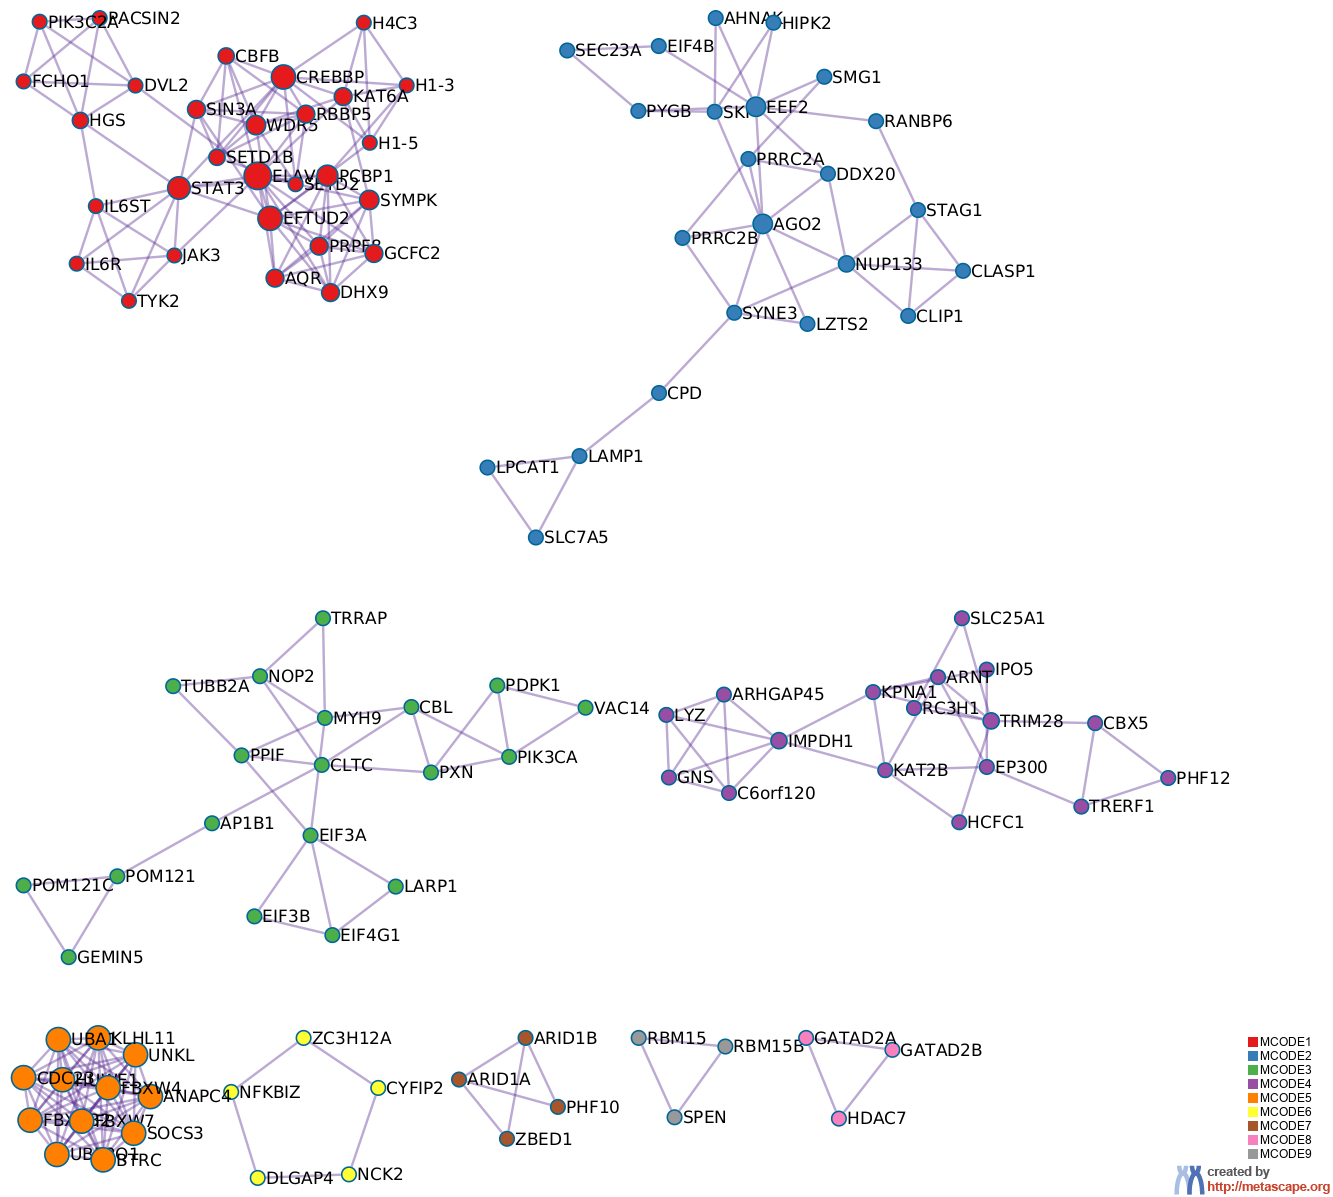 PIK3C2A
PACSIN2
FCHO1
DVL2
HGS
CBFB
H4C3
CREBBP
KAT6A
H1-3
SIN3A
RBBP5
WDR5
H1-5
SETD1B
STAT3
PCBP1
SYMPK
EFTUD2
IL6ST
JAK3
IL6R
TYK2
GCFC2
AQR
DHX9
AHNAK
HIPK2
SEC23A
EIF4B
SMG1
PYGB
EEF2
RANBP6
PRRC2A
DDX20
STAG1
AGO2
PRRC2B
NUP133
CLASP1
SYNE3
LZTS2
CLIP1
CPD
LAMP1
LPCAT1
SLC7A5
TRRAP
NOP2
TUBB2A
MYH9
CBL
PDPK1
VAC14
PPIF
CLTC
PXN
PIK3CA
AP1B1
EIF3A
POM121
POM121C
LARP1
EIF3B
EIF4G1
GEMIN5
SLC25A1
IPO5
ARNT
KPNA1
ARHGAP45
LYZ
RC3H1
TRIM28
CBX5
IMPDH1
KAT2B
EP300
GNS
C6orf120
PHF12
TRERF1
HCFC1
UBA1
KLHL11
UNKL
FBXW4
ANAPC4
FBXW7
SOCS3
BTRC
ZC3H12A
NFKBIZ
CYFIP2
DLGAP4
NCK2
ARID1B
ARID1A
PHF10
ZBED1
RBM15
RBM15B
SPEN
GATAD2A
GATAD2B
HDAC7
MCODE1
MCODE2
MCODE3
MCODE4
MCODE5
MCODE6
MCODE7
MCODE8
MCODE9
created by
http://metascape.org